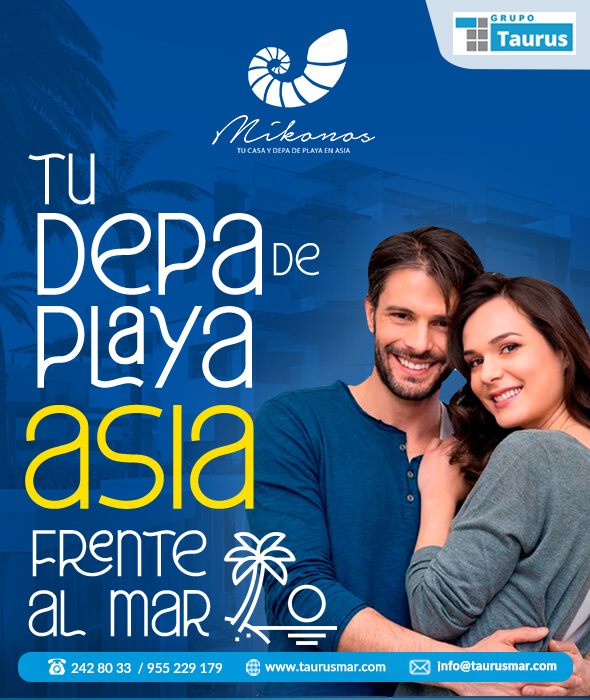 GRUPO
Taurus
Mikonos
TU CASA Y DEPA DE PLAYA EN ASIA
TU
DEPA DE
PLAYA
ASIA
FRENTE
AL MAR
242 80 33 / 955 229 179 www.taurusmar.com info@taurusmar.com